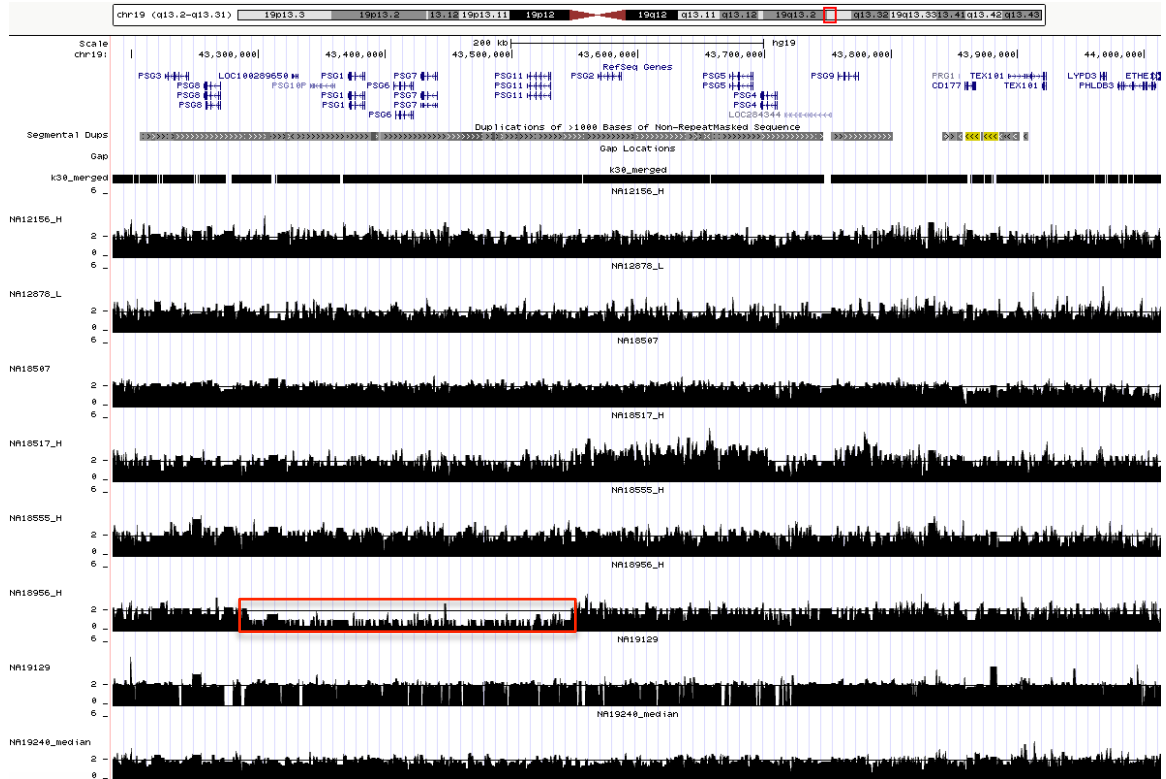 chr19 (q13.2-q13.31) 19p13.3 19p13.2 13.12 19p13.11 19p12 19q12 q13.11 q13.12 19q13.2 q13.32 19q13.33 13.41 q13.42 q13.43
Scale 200 kb hg19
chr19: 43,300,000 43,400,000 43,500,000 43,600,000 43,700,000 43,800,000 43,900,000 44,000,000
RefSeq Genes
PSG3 LOC100289650 PSG1 PSG7 PSG11 PSG2 PSG5 PSG9 PRG1 TEX101 LYPD3 ETHE1
PSG8 PSG10P PSG6 PSG7 PSG11 PSG5 CD177 TEX101 PHLDB3
PSG8 PSG1 PSG7 PSG11 PSG4
PSG8 PSG1 PSG7 PSG4
PSG6 LOC284344
Duplications of >1000 Bases of Non-RepeatMasked Sequence
Segmental Dups
Gap Locations
Gap
k30_merged
k30_merged
6
NA12156_H
NA12156_H
2
0
6
NA12878_L
NA12878_L
2
0
6
NA18507
NA18507
2
0
6
NA18517_H
NA18517_H
2
0
6
NA18555_H
NA18555_H
2
0
6
NA18956_H
NA18956_H
2
0
6
NA19129
NA19129
2
0
6
NA19240_median
NA19240_median
2
0